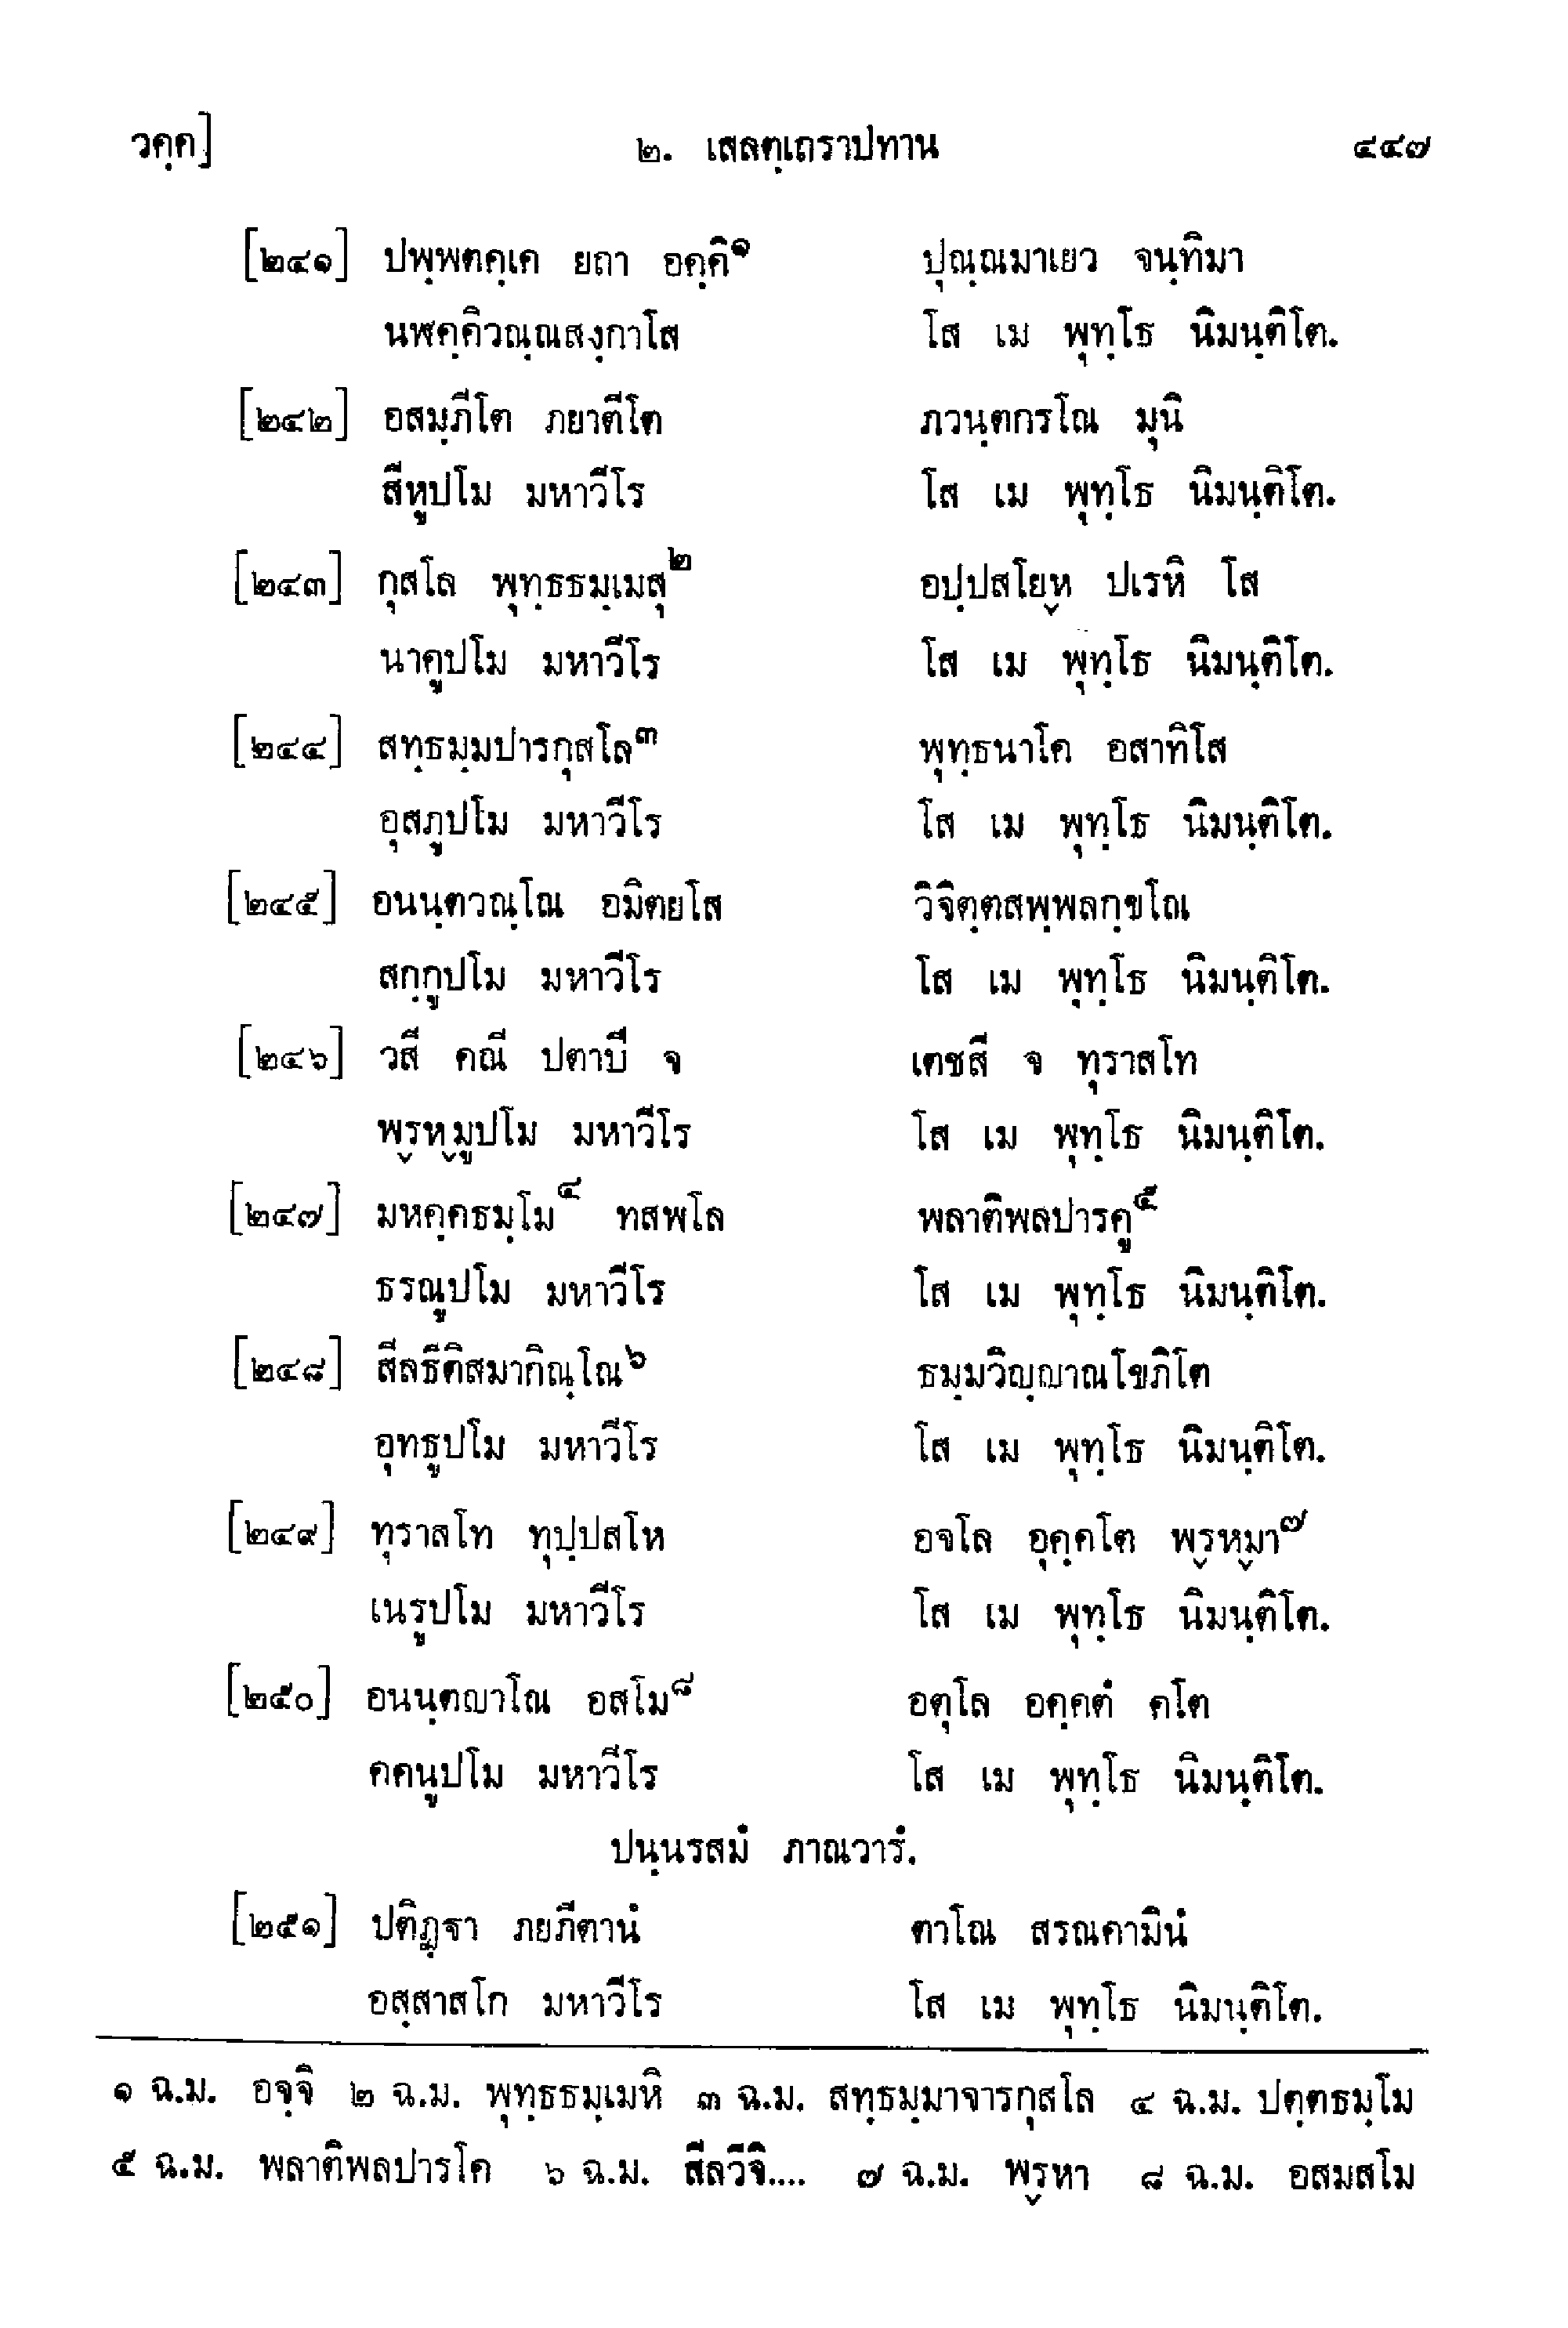 วคฺค] ๒. เสลตฺเถราปทาน ๔๔๗
[๒๔๑] ปพฺพตคฺเค ยถา อคฺคิ๑ ปุณฺณมาเยว จนฺทิมา
นฬคฺคิวณฺณสงฺกาโส โส เม พุทฺโธ นิมนฺติโต.
[๒๔๒] อสมฺภีโต ภยาตีโต ภวนฺตกรโณ มุนิ
สีหูปโม มหาวีโร โส เม พุทฺโธ นิมนฺติโต.
[๒๔๓] กุสโล พุทฺธธมฺเมสุ๒ อปฺปสโยฺห ปเรหิ โส
นาคูปโม มหาวีโร โส เม พุทฺโธ นิมนฺติโต.
[๒๔๔] สทฺธมฺมปารกุสโล๓ พุทฺธนาโค อสาทิโส
อุสภูปโม มหาวีโร โส เม พุทฺโธ นิมนฺติโต.
[๒๔๕] อนนฺตวณฺโณ อมิตยโส วิจิตฺตสพฺพลกฺขโณ
สกฺกูปโม มหาวีโร โส เม พุทฺโธ นิมนฺติโต.
[๒๔๖] วสี คณี ปตาปี จ เตชสี จ ทุราสโท
พฺรหฺมูปโม มหาวีโร โส เม พุทฺโธ นิมนฺติโต.
[๒๔๗] มหคฺคธมฺโม๔ ทสพโล พลาติพลปารคู๕
ธรณูปโม มหาวีโร โส เม พุทฺโธ นิมนฺติโต.
[๒๔๘] สีลธีติสมากิณฺโณ๖ ธมฺมวิญฺญาณโขภิโต
อุทธูปโม มหาวีโร โส เม พุทฺโธ นิมนฺติโต.
[๒๔๙] ทุราสโท ทุปฺปสโห อจโล อุคฺคโต พฺรหฺมา๗
เนรูปโม มหาวีโร โส เม พุทฺโธ นิมนฺติโต.
[๒๕๐] อนนฺตญาโณ อสโม๘ อตุโล อคฺคตํ คโต
คคนูปโม มหาวีโร โส เม พุทฺโธ นิมนฺติโต.
ปนฺนรสมํ ภาณวารํ.
[๒๕๑] ปติฏฺฐา ภยภีตานํ ตาโณ สรณคามินํ
อสฺสาสโก มหาวีโร โส เม พุทฺโธ นิมนฺติโต.
๑ ฉ.ม. อจฺจิ ๒ ฉ.ม. พุทฺธธมฺเมหิ ๓ ฉ.ม. สทฺธมฺมาจารกุสโล ๔ ฉ.ม. ปตฺตธมฺโม
๕ ฉ.ม. พลาติพลปารโค ๖ ฉ.ม. สีลวีจิ.... ๗ ฉ.ม. พฺรหา ๘ ฉ.ม. อสมสโม